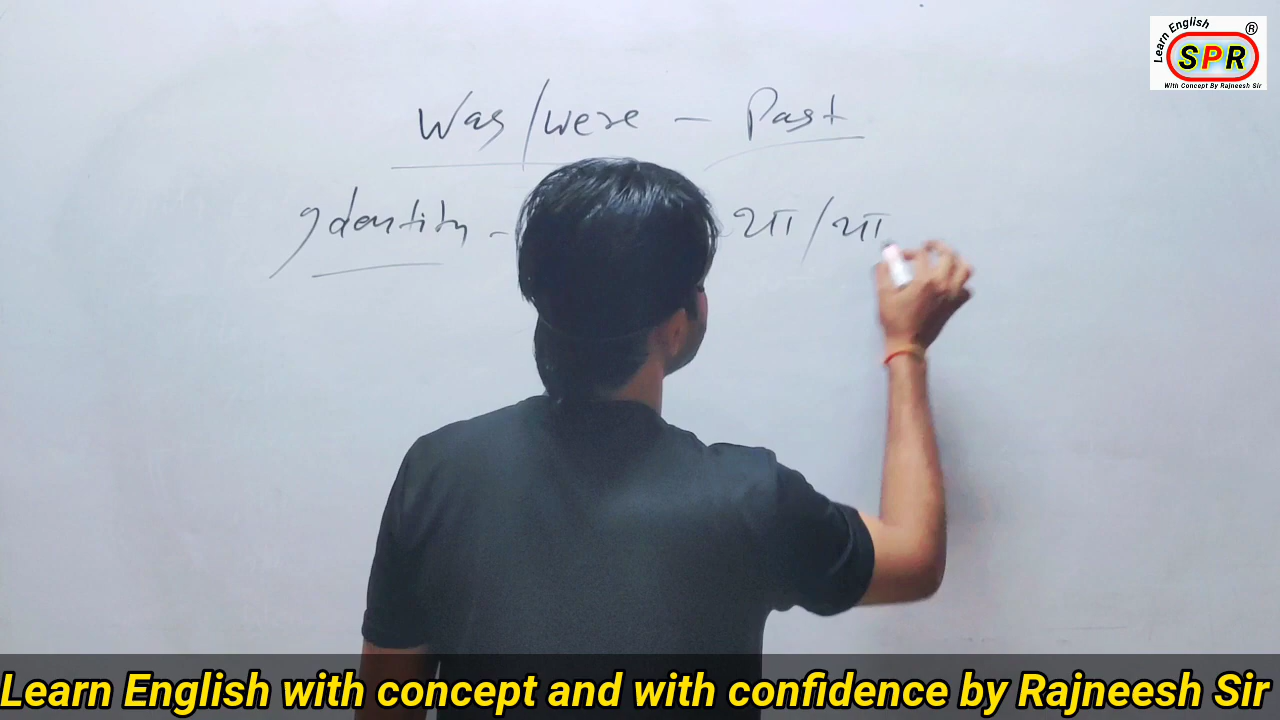 Learn English ®
SPR
With Concept By Rajneesh Sir
Was/were - Past
Identity - था/था
Learn English with concept and with confidence by Rajneesh Sir